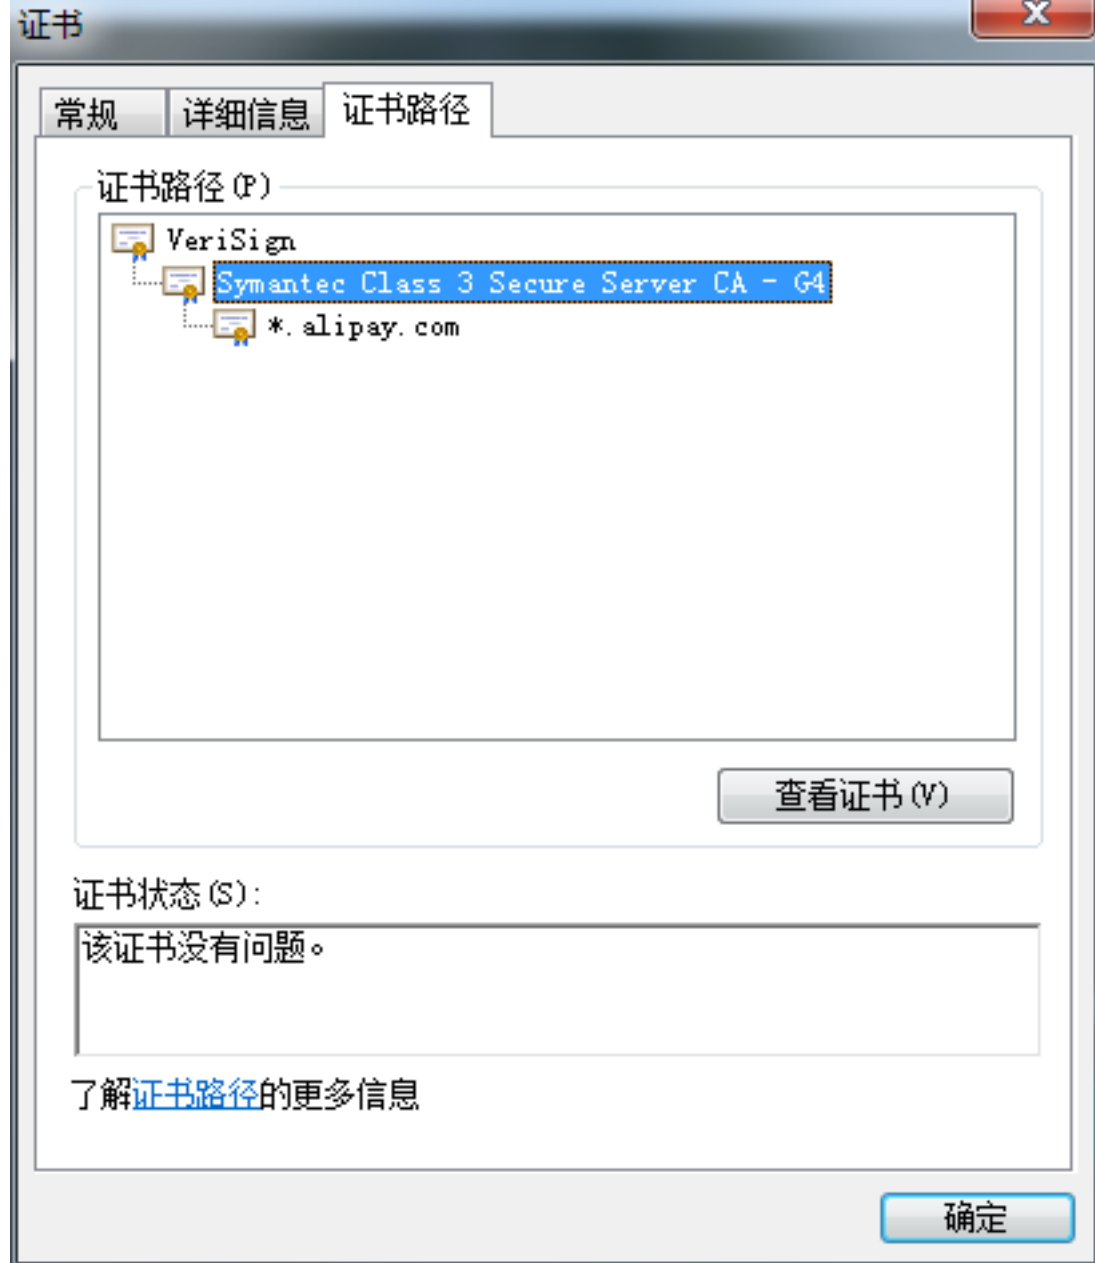 证书
常规
详细信息
证书路径
证书路径(P)
VeriSign
Symantec Class 3 Secure Server CA - G4
*.alipay.com
查看证书(V)
证书状态(S):
该证书没有问题。
了解证书路径的更多信息
确定